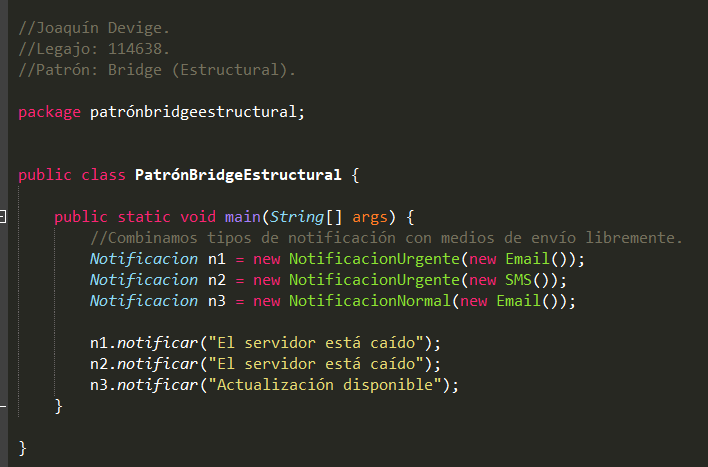 //Joaquín Devige.
//Legajo: 114638.
//Patrón: Bridge (Estructural).
package patrónbridgeestructural;
public class PatrónBridgeEstructural {
public static void main(String[] args) {
//Combinamos tipos de notificación con medios de envío libremente.
Notificacion n1 = new NotificacionUrgente(new Email());
Notificacion n2 = new NotificacionUrgente(new SMS());
Notificacion n3 = new NotificacionNormal(new Email());
n1.notificar("El servidor está caído");
n2.notificar("El servidor está caído");
n3.notificar("Actualización disponible");
}
}